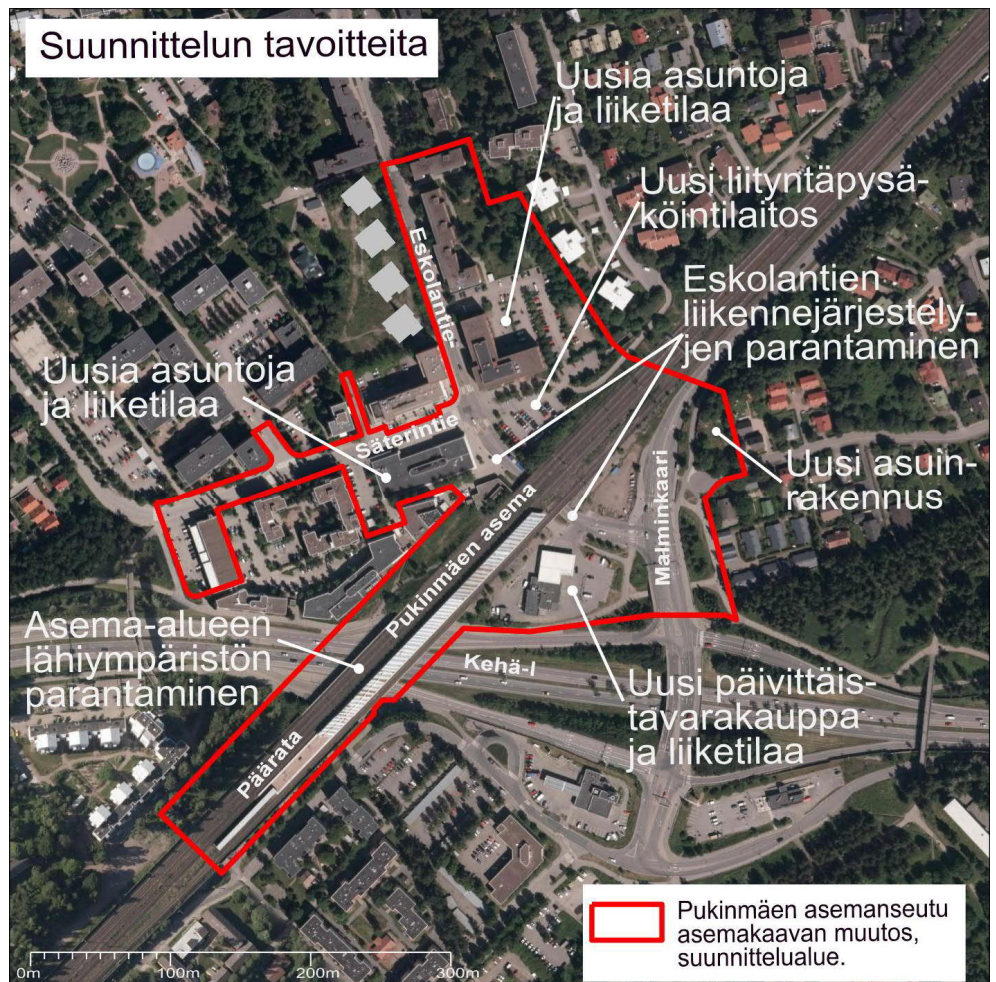 Suunnittelun tavoitteita
Uusia asuntoja
ja liiketilaa
Uusi liityntäpysä-
köintilaitos
Eskolantien
liikennejärjestely-
jen parantaminen
Eskolantie
Uusia asuntoja
ja liiketilaa
Säterintie
Uusi asuin-
rakennus
Malminkaari
Pukinmäen asema
Asema-alueen
lähiympäristön
parantaminen
Kehä-I
Uusi päivittäis-
tavarakauppa
ja liiketilaa
Päärata
Pukinmäen asemanseutu
asemakaavan muutos,
suunnittelualue.
0m 100m 200m 300m